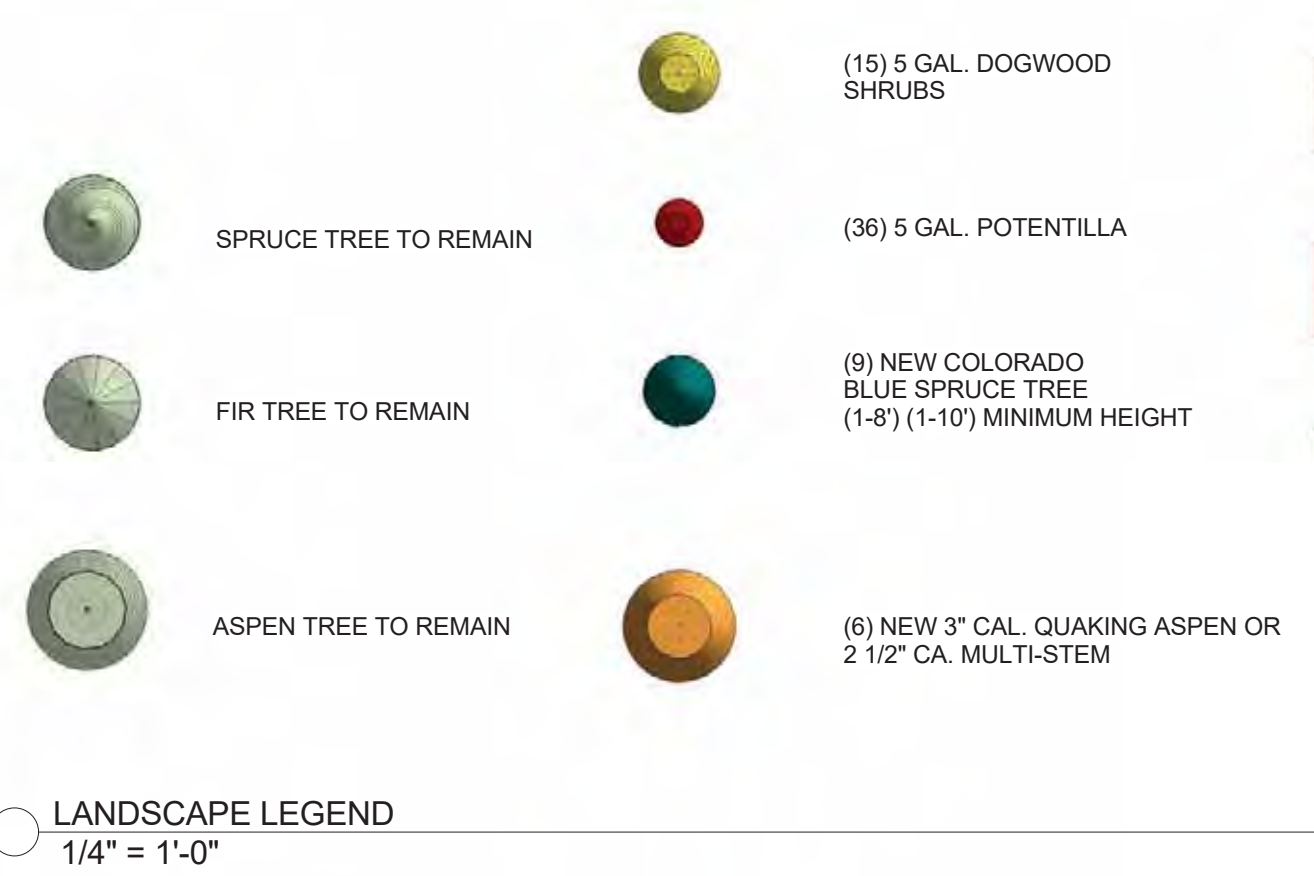 SPRUCE TREE TO REMAIN
FIR TREE TO REMAIN
ASPEN TREE TO REMAIN
(15) 5 GAL. DOGWOOD
SHRUBS
(36) 5 GAL. POTENTILLA
(9) NEW COLORADO
BLUE SPRUCE TREE
(1-8') (1-10') MINIMUM HEIGHT
(6) NEW 3" CAL. QUAKING ASPEN OR
2 1/2" CA. MULTI-STEM
LANDSCAPE LEGEND
1/4" = 1'-0"